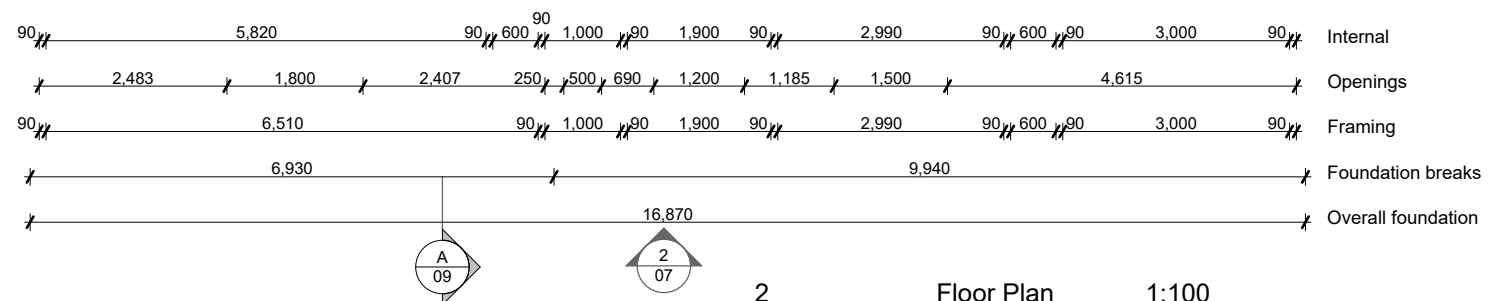 90 5,820 90 600 90 1,000 90 1,900 90 2,990 90 600 90 3,000 90 Internal
2,483 1,800 2,407 250 500 690 1,200 1,185 1,500 4,615 Openings
90 6,510 90 1,000 90 1,900 90 2,990 90 600 90 3,000 90 Framing
6,930 9,940 Foundation breaks
16,870 Overall foundation
A 2
09 07
2 Floor Plan 1:100